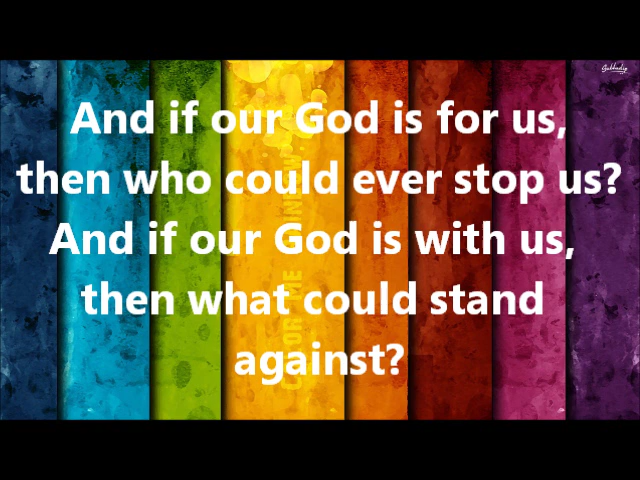 And if our God is for us,
then who could ever stop us?
And if our God is with us,
then what could stand
against?